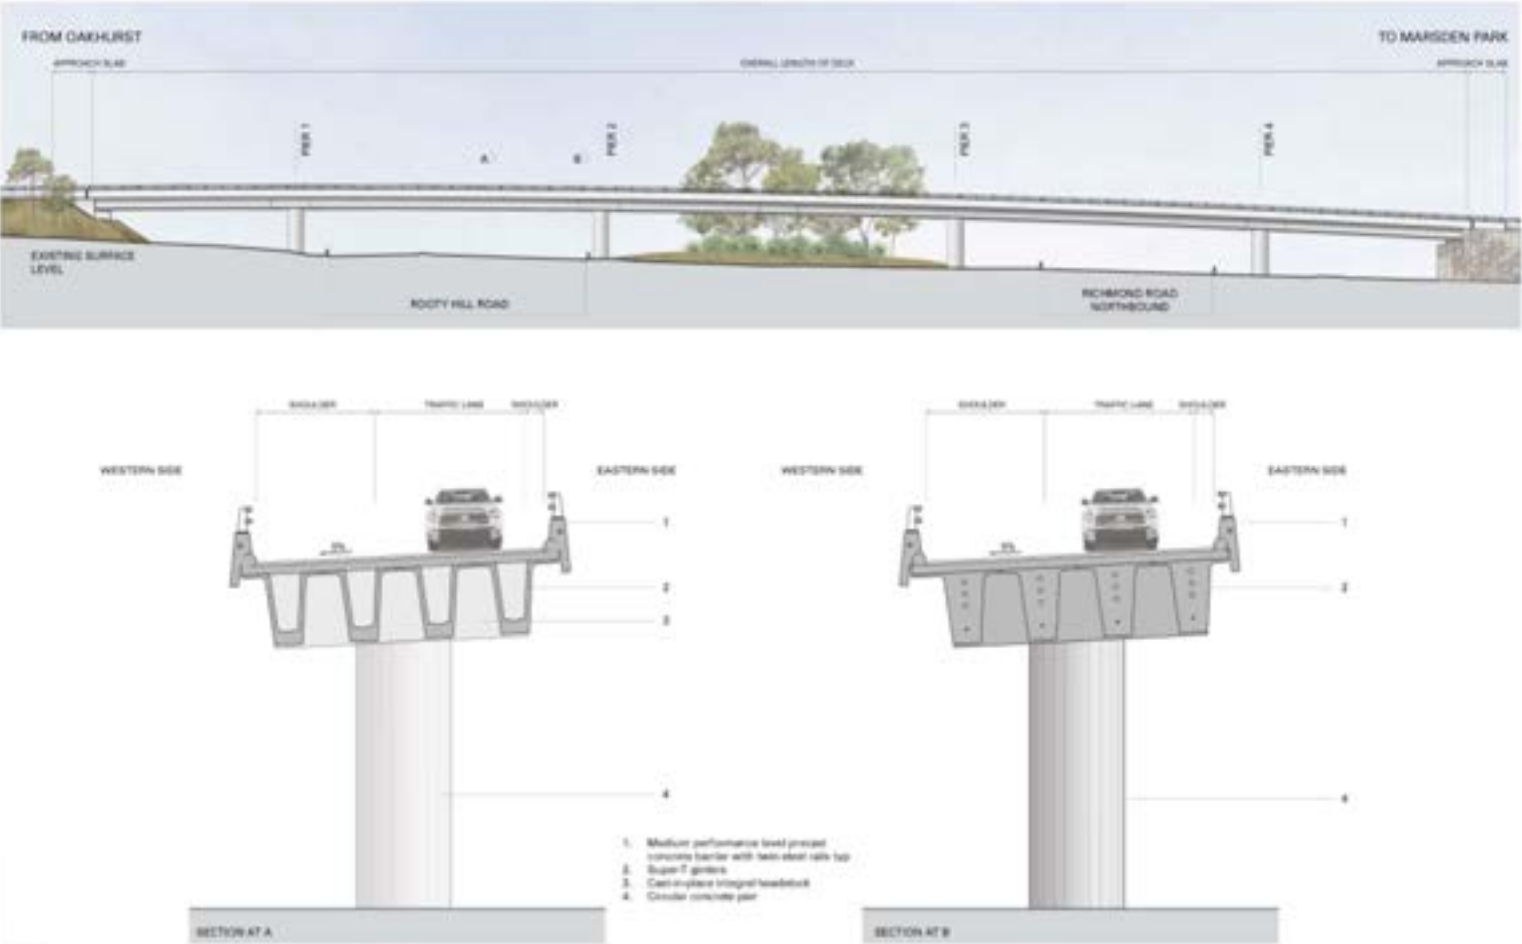 FROM OAKHURST
TO MARSDEN PARK
APPROACH SLAB
OVERALL LENGTH OF DECK
APPROACH SLAB
PIER 1
A
B
PIER 2
PIER 3
PIER 4
EXISTING SURFACE
LEVEL
ROOTY HILL ROAD
RICHMOND ROAD
NORTHBOUND
SHOULDER
TRAFFIC LANE
SHOULDER
WESTERN SIDE
EASTERN SIDE
1
2
3
4
SECTION AT A
SHOULDER
TRAFFIC LANE
SHOULDER
WESTERN SIDE
EASTERN SIDE
1
2
4
SECTION AT B
1. Medium performance level precast
concrete barrier with twin steel rails typ
2. Super-T girders
3. Cast-in-place integral headstock
4. Circular concrete pier